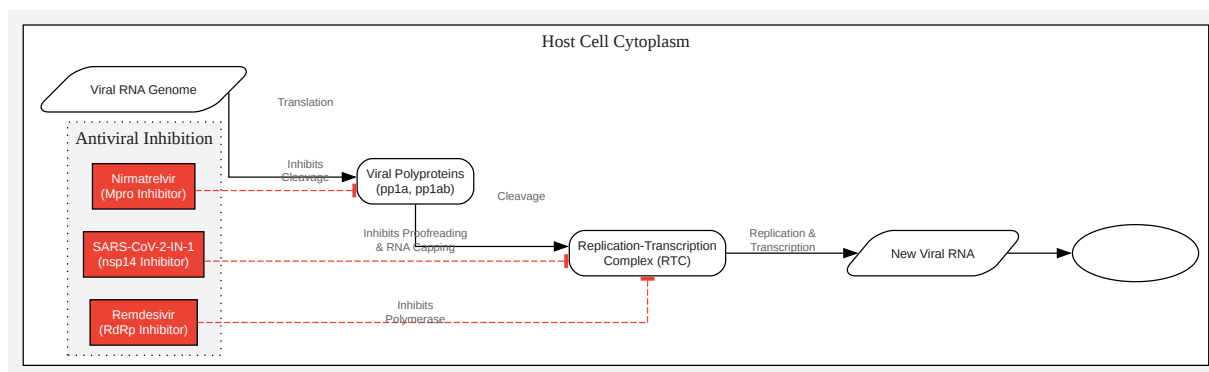 Host Cell Cytoplasm
Viral RNA Genome
Translation
Antiviral Inhibition
Nirmatrelvir
(Mpro Inhibitor)
Inhibits
Cleavage
Viral Polyproteins
(pp1a, pp1ab)
Cleavage
SARS-CoV-2-IN-1
(nsp14 Inhibitor)
Inhibits Proofreading
& RNA Capping
Replication-Transcription
Complex (RTC)
Replication &
Transcription
New Viral RNA
Remdesivir
(RdRp Inhibitor)
Inhibits
Polymerase